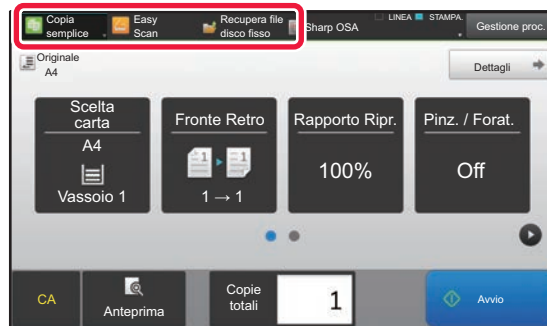 Copia semplice
Easy Scan
Recupera file disco fisso
Sharp OSA
LINEA
STAMPA.
Gestione proc.
Originale
A4
Dettagli
Scelta carta
A4
Vassoio 1
Fronte Retro
1
1
1 → 1
Rapporto Ripr.
100%
Pinz. / Forat.
Off
CA
Anteprima
Copie totali
1
Avvio